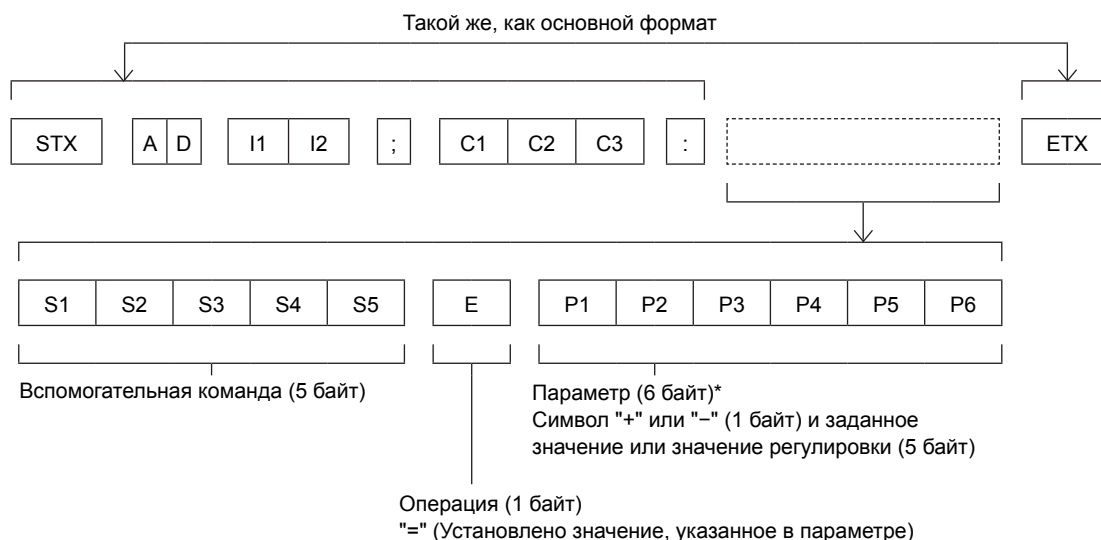 Такой же, как основной формат
STX A D I1 I2 ; C1 C2 C3 : ETX
S1 S2 S3 S4 S5 E P1 P2 P3 P4 P5 P6
Вспомогательная команда (5 байт)
Параметр (6 байт)*
Символ "+" или "−" (1 байт) и заданное
значение или значение регулировки (5 байт)
Операция (1 байт)
"=" (Установлено значение, указанное в параметре)